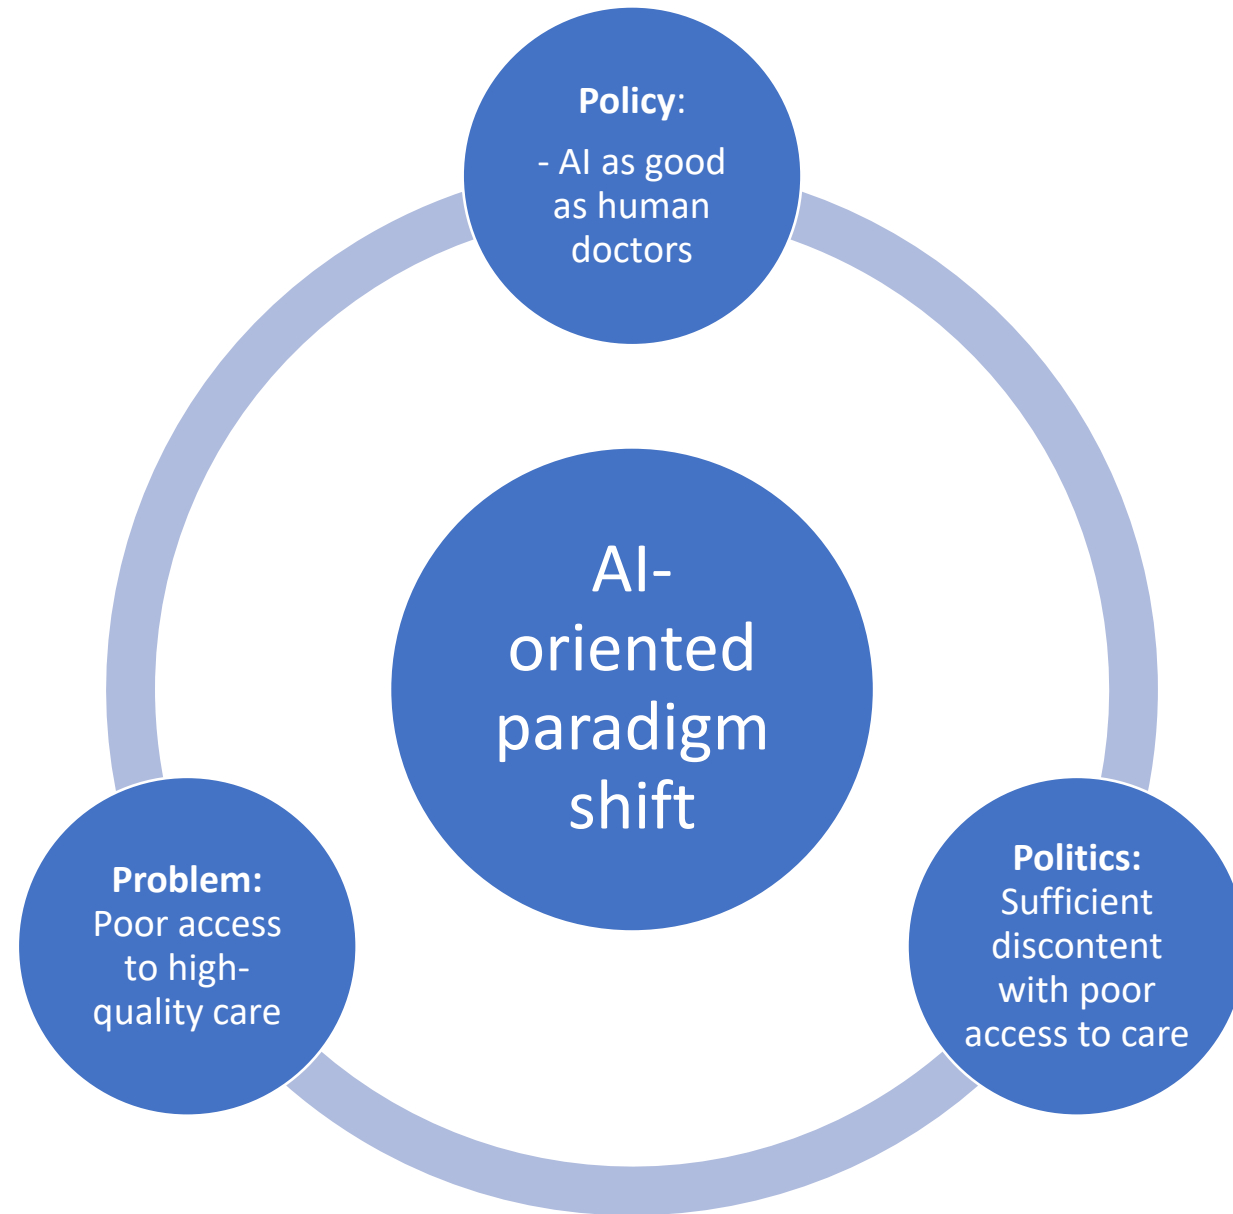 Policy:
- AI as good
as human
doctors
AI-
oriented
paradigm
shift
Problem:
Poor access
to high-
quality care
Politics:
Sufficient
discontent
with poor
access to care